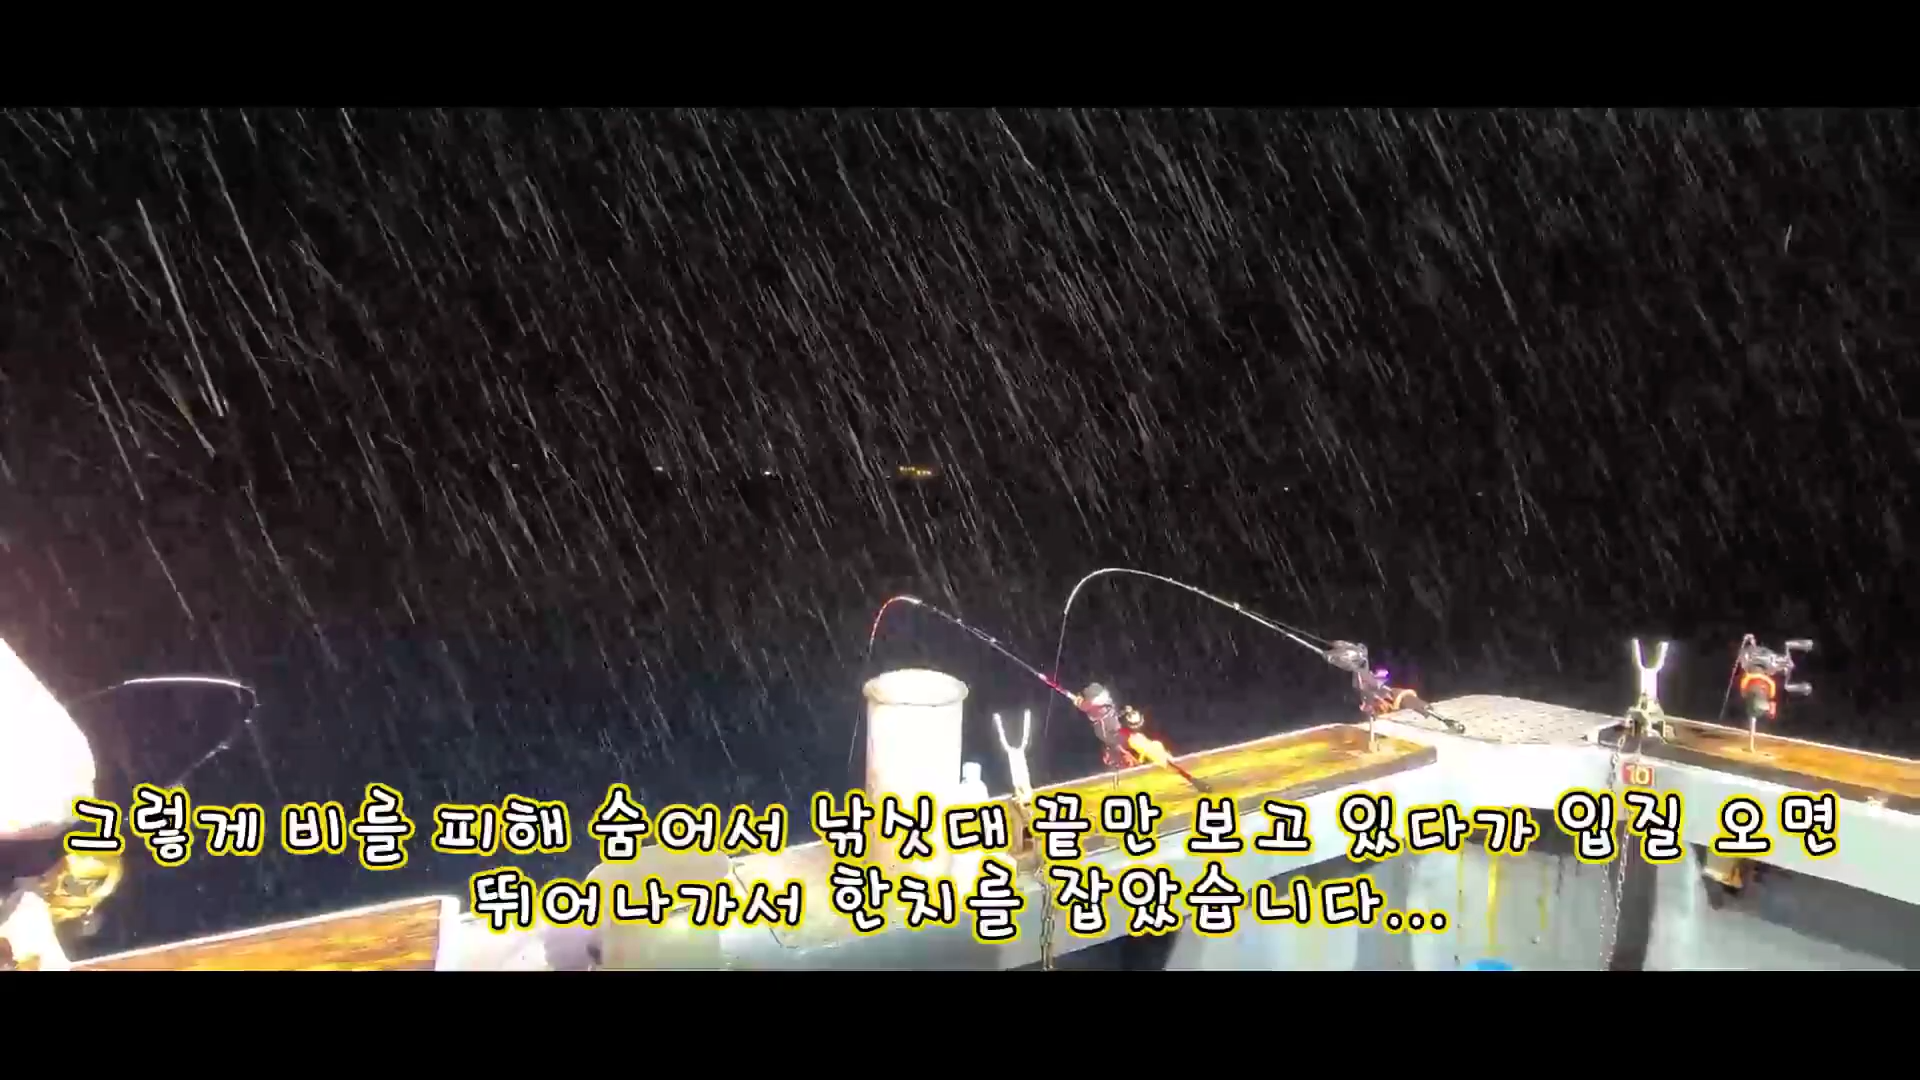 10
그렇게 비를 피해 숨어서 낚싯대 끝만 보고 있다가 입질 오면
뛰어나가서 한치를 잡았습니다...